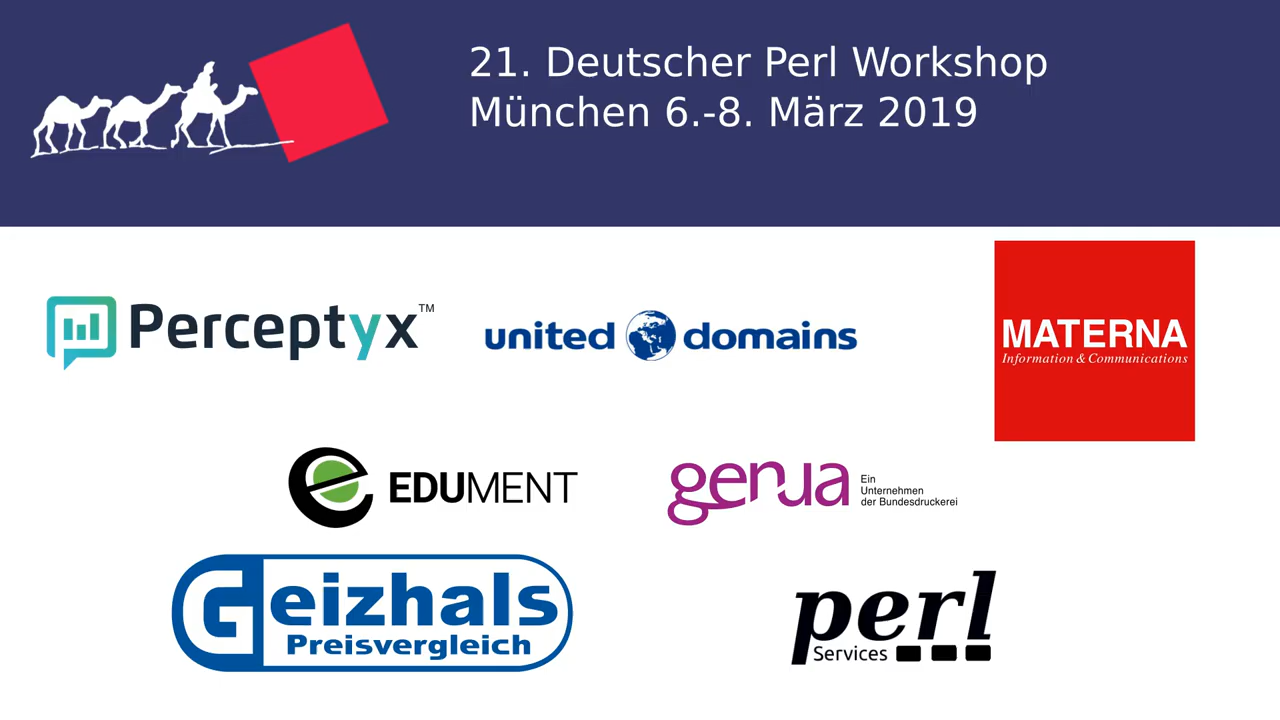 21. Deutscher Perl Workshop
München 6.-8. März 2019
Perceptyx™
united domains
MATERNA
Information & Communications
EDUMENT
genua
Ein
Unternehmen
der Bundesdruckerei
Geizhals
Preisvergleich
perl
Services